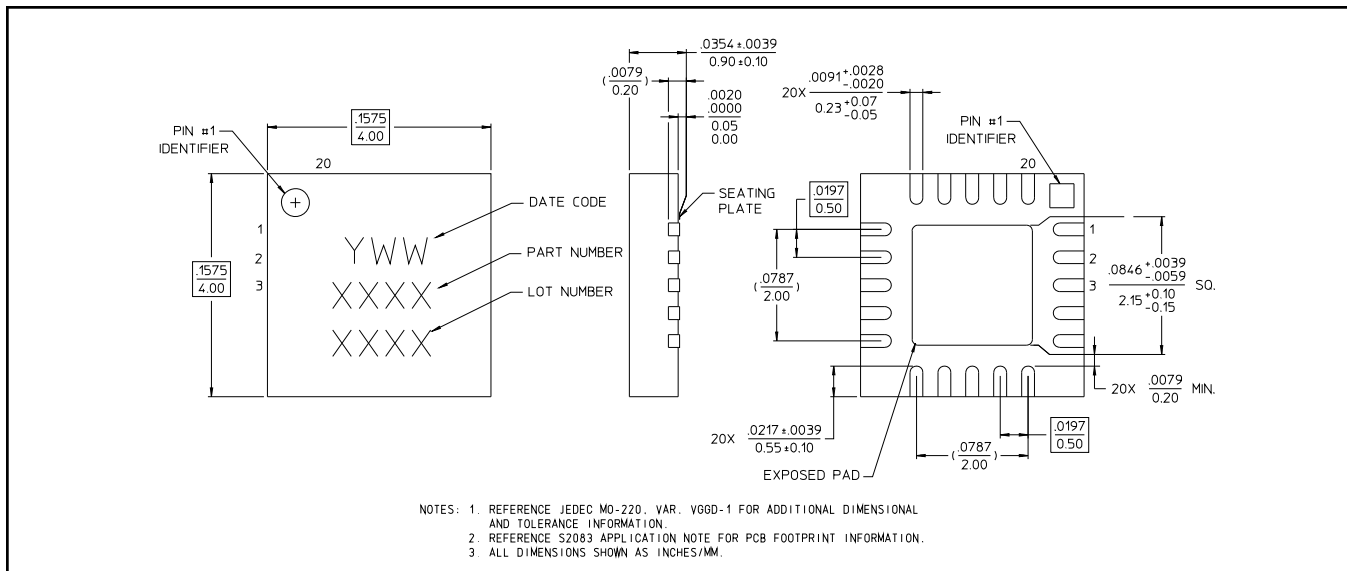 PIN #1
IDENTIFIER
.1575
4.00
20
.1575
4.00
1
2
3
YWW
XXXX
XXXX
DATE CODE
PART NUMBER
LOT NUMBER
.0354 ±.0039
0.90 ±0.10
(.0079
0.20)
.0020
.0000
0.05
0.00
SEATING
PLATE
20X .0091 +.0028
-.0020
0.23 +0.07
-0.05
PIN #1
IDENTIFIER
20
.0197
0.50
(.0787
2.00)
1
2
3
.0846 +.0039
-.0059
2.15 +0.10
-0.15 SQ.
20X .0079
0.20 MIN.
20X .0217 ±.0039
0.55 ±0.10
(.0787
2.00)
.0197
0.50
EXPOSED PAD
NOTES: 1. REFERENCE JEDEC MO-220, VAR. VGGD-1 FOR ADDITIONAL DIMENSIONAL
AND TOLERANCE INFORMATION.
2. REFERENCE S2083 APPLICATION NOTE FOR PCB FOOTPRINT INFORMATION.
3. ALL DIMENSIONS SHOWN AS INCHES/MM.